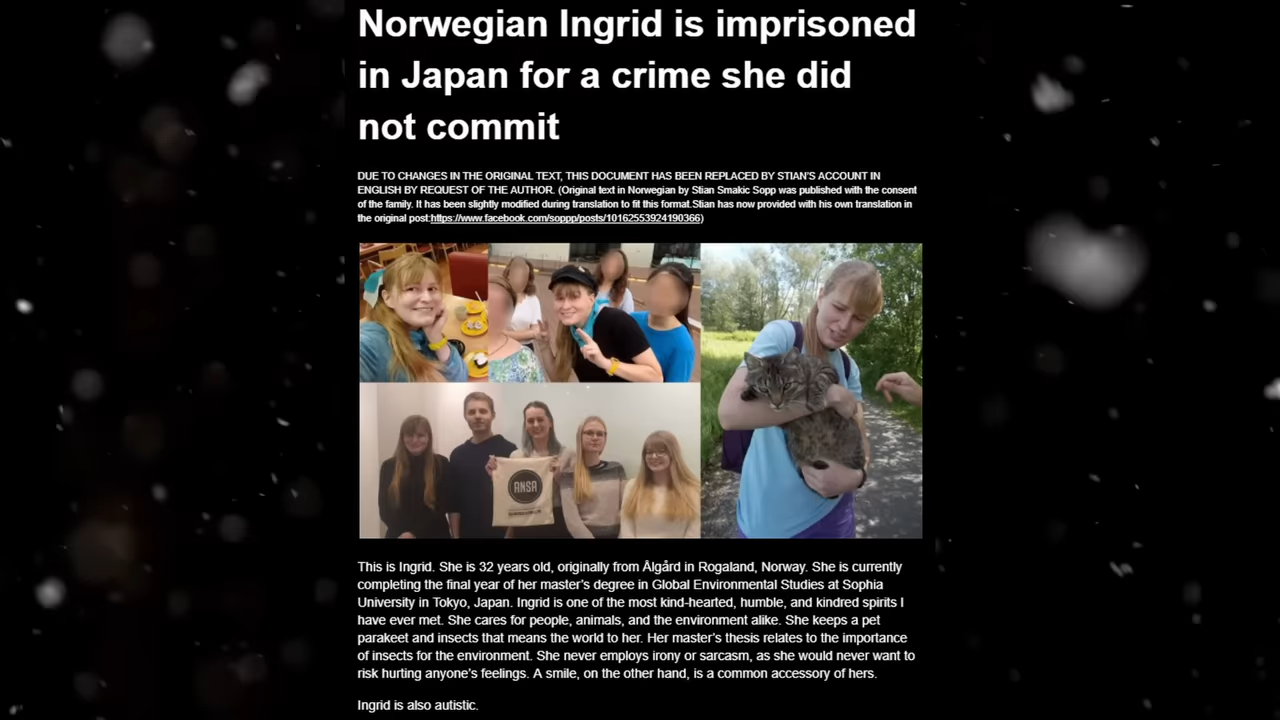 Norwegian Ingrid is imprisoned
in Japan for a crime she did
not commit
DUE TO CHANGES IN THE ORIGINAL TEXT, THIS DOCUMENT HAS BEEN REPLACED BY STIAN'S ACCOUNT IN
ENGLISH BY REQUEST OF THE AUTHOR. (Original text in Norwegian by Stian Smakic Sopp was published with the consent
of the family. It has been slightly modified during translation to fit this format.Stian has now provided with his own translation in
the original post:https://www.facebook.com/soppp/posts/10162553924190366)
ANSA
This is Ingrid. She is 32 years old, originally from Ålgård in Rogaland, Norway. She is currently
completing the final year of her master's degree in Global Environmental Studies at Sophia
University in Tokyo, Japan. Ingrid is one of the most kind-hearted, humble, and kindred spirits I
have ever met. She cares for people, animals, and the environment alike. She keeps a pet
parakeet and insects that means the world to her. Her master's thesis relates to the importance
of insects for the environment. She never employs irony or sarcasm, as she would never want to
risk hurting anyone's feelings. A smile, on the other hand, is a common accessory of hers.
Ingrid is also autistic.